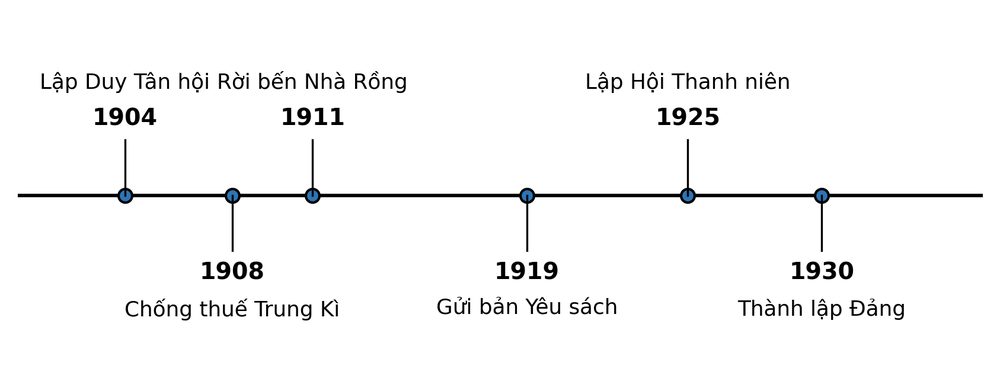 Lập Duy Tân hội Rời bến Nhà Rồng
1904
1911
Lập Hội Thanh niên
1925
1908
Chống thuế Trung Kì
1919
Gửi bản Yêu sách
1930
Thành lập Đảng